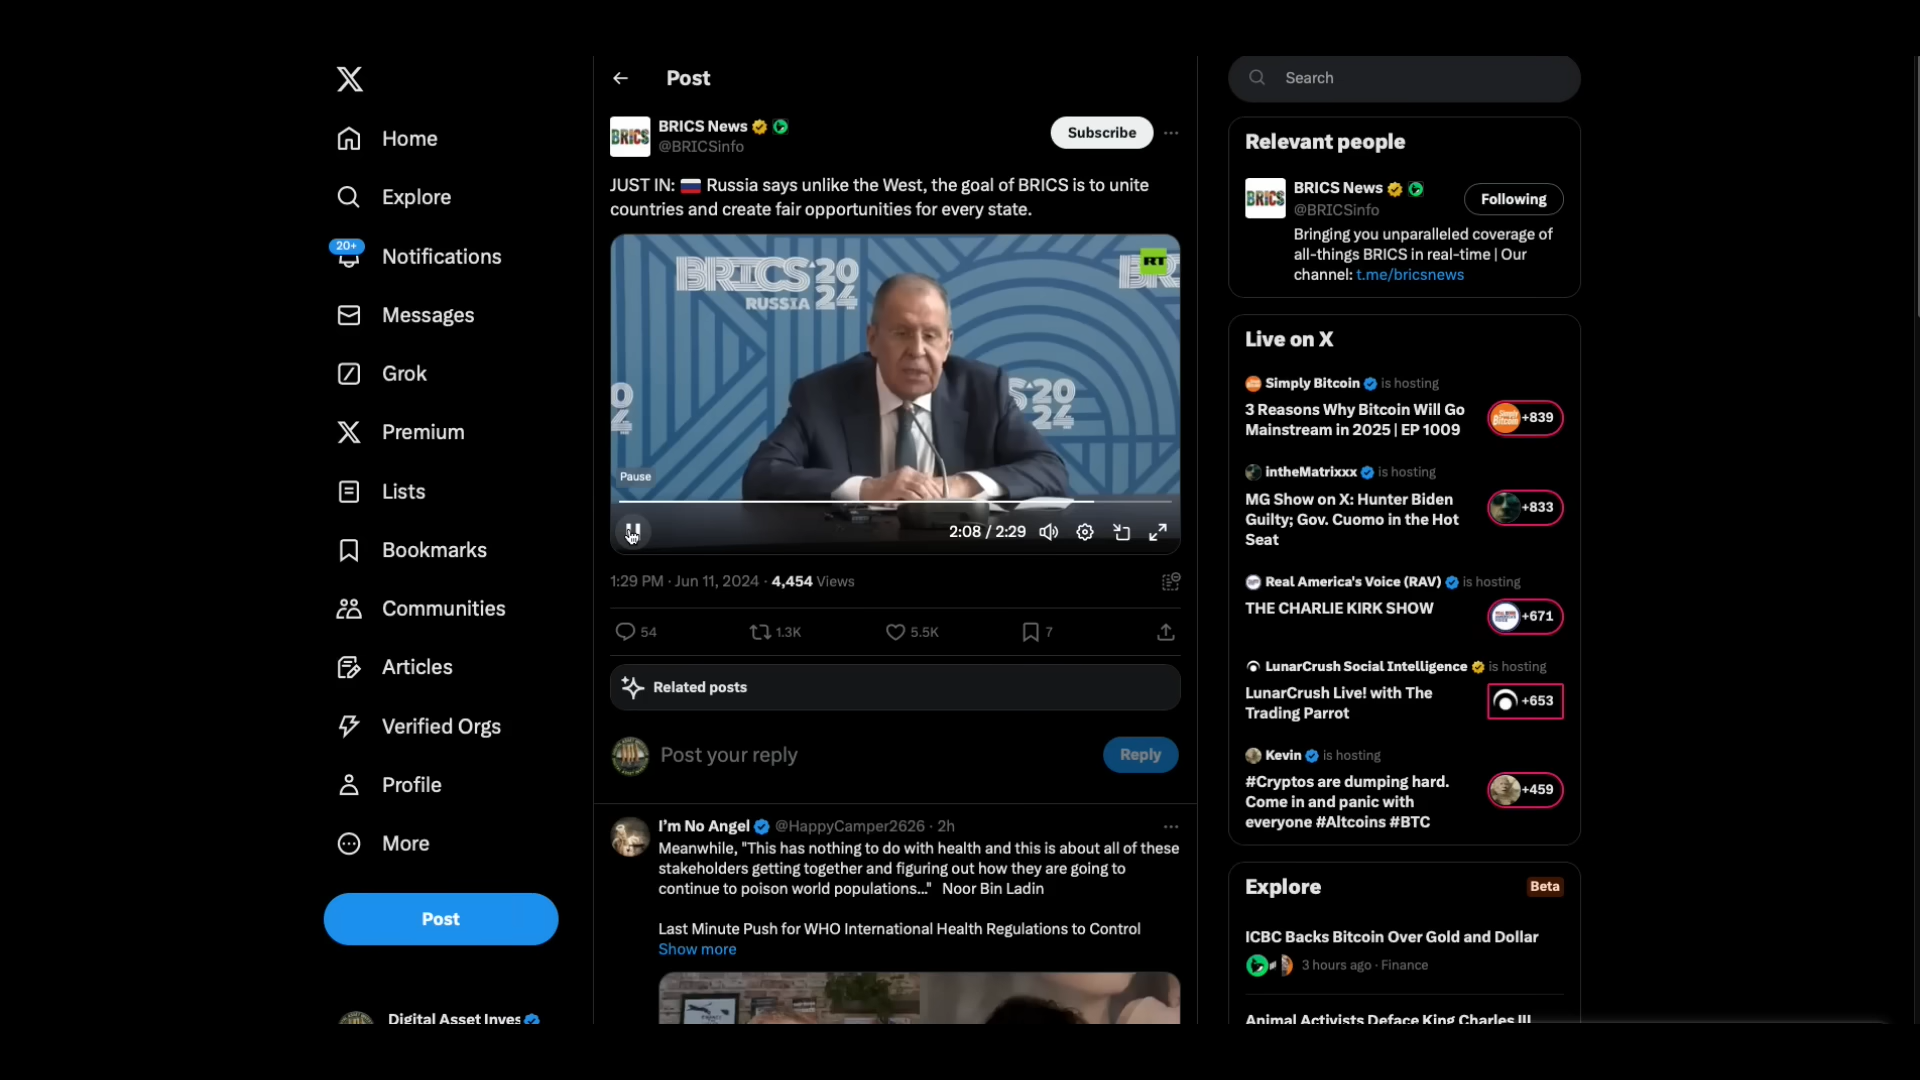 Post
BRICS News
@BRICSinfo
Subscribe
JUST IN: Russia says unlike the West, the goal of BRICS is to unite
countries and create fair opportunities for every state.
BRICS 20
24
RUSSIA
RT
Pause
2:08 / 2:29
1:29 PM · Jun 11, 2024 · 4,454 Views
54
1.3K
5.5K
7
Related posts
Post your reply
Reply
I'm No Angel @HappyCamper2626 · 2h
Meanwhile, "This has nothing to do with health and this is about all of these
stakeholders getting together and figuring out how they are going to
continue to poison world populations..." Noor Bin Ladin
Last Minute Push for WHO International Health Regulations to Control
Show more
Home
Explore
20+
Notifications
Messages
Grok
Premium
Lists
Bookmarks
Communities
Articles
Verified Orgs
Profile
More
Post
Digital Asset Inves
Search
Relevant people
BRICS News
@BRICSinfo
Following
Bringing you unparalleled coverage of
all-things BRICS in real-time | Our
channel: t.me/bricsnews
Live on X
Simply Bitcoin is hosting
3 Reasons Why Bitcoin Will Go
Mainstream in 2025 | EP 1009
+839
intheMatrixxx is hosting
MG Show on X: Hunter Biden
Guilty; Gov. Cuomo in the Hot
Seat
+833
Real America's Voice (RAV) is hosting
THE CHARLIE KIRK SHOW
+671
LunarCrush Social Intelligence is hosting
LunarCrush Live! with The
Trading Parrot
+653
Kevin is hosting
#Cryptos are dumping hard.
Come in and panic with
everyone #Altcoins #BTC
+459
Explore
Beta
ICBC Backs Bitcoin Over Gold and Dollar
3 hours ago · Finance
Animal Activists Deface King Charles III